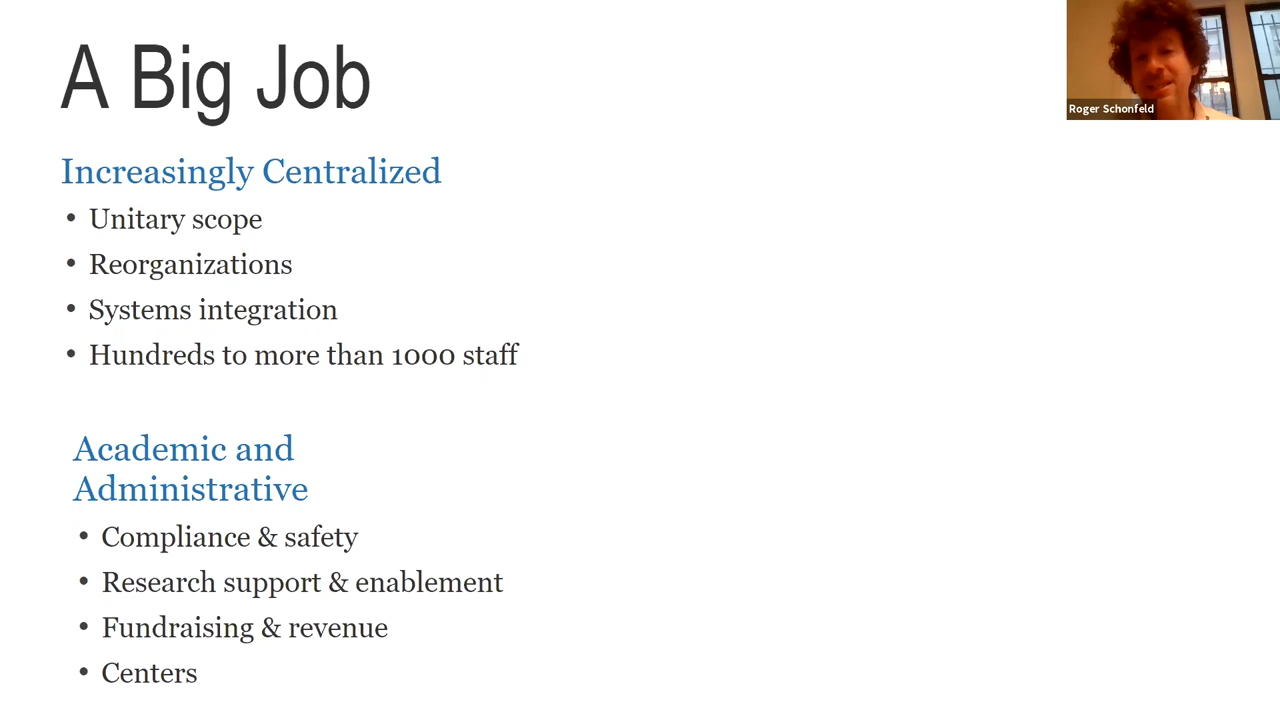 A Big Job
Roger Schonfeld
Increasingly Centralized
• Unitary scope
• Reorganizations
• Systems integration
• Hundreds to more than 1000 staff
Academic and
Administrative
• Compliance & safety
• Research support & enablement
• Fundraising & revenue
• Centers